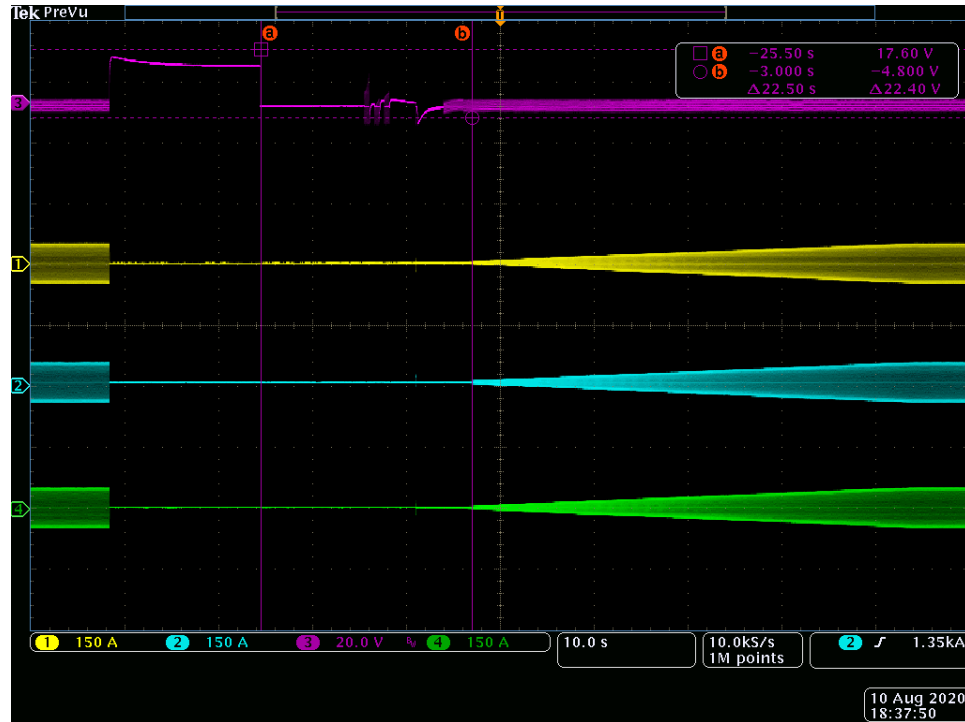 Tek PreVu
T
a
b
a −25.50 s 17.60 V
b −3.000 s −4.800 V
Δ22.50 s Δ22.40 V
3
1
2
4
1 150 A 2 150 A 3 20.0 V 4 150 A
10.0 s
10.0kS/s
1M points
2 1.35kA
10 Aug 2020
18:37:50